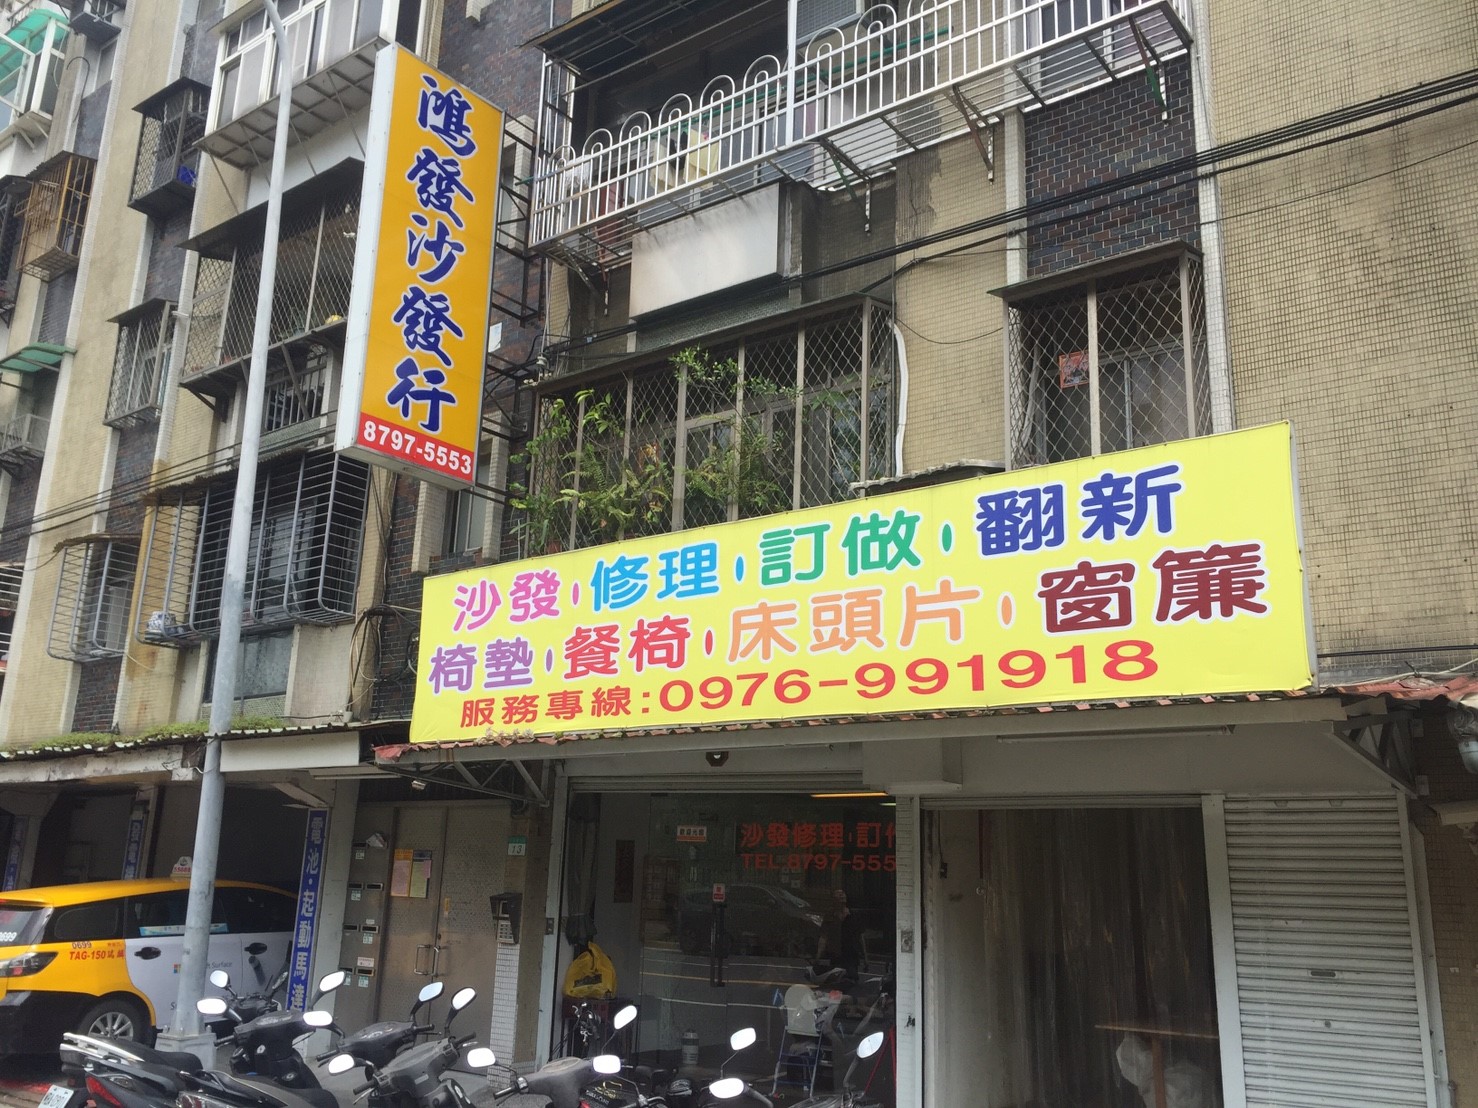 鴻發沙發行
8797-5553
沙發，修理，訂做，翻新
椅墊，餐椅，床頭片，窗簾
服務專線:0976-991918
沙發修理，訂
TEL:8797-555
電池·起動馬達
13
TAG-150